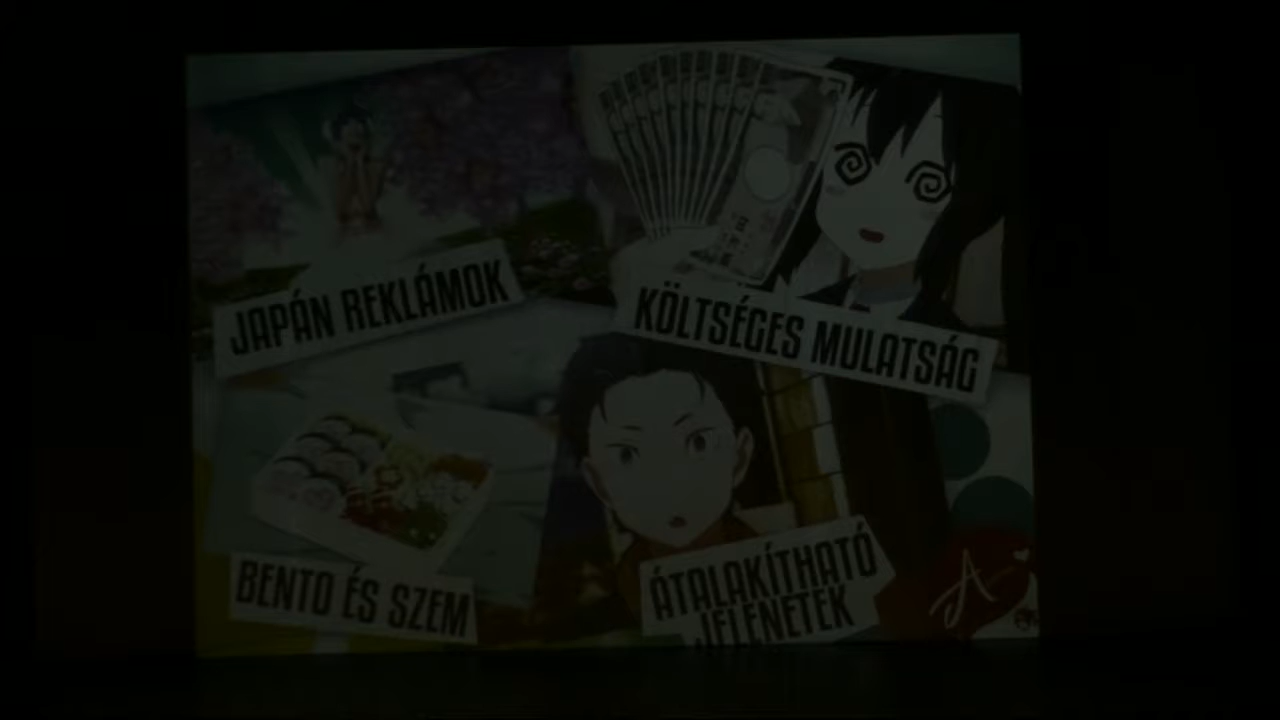 JAPÁN REKLÁMOK
KÖLTSÉGES MULATSÁG
BENTO ÉS SZEM
ÁTALAKÍTHATÓ
JELENETEK
A